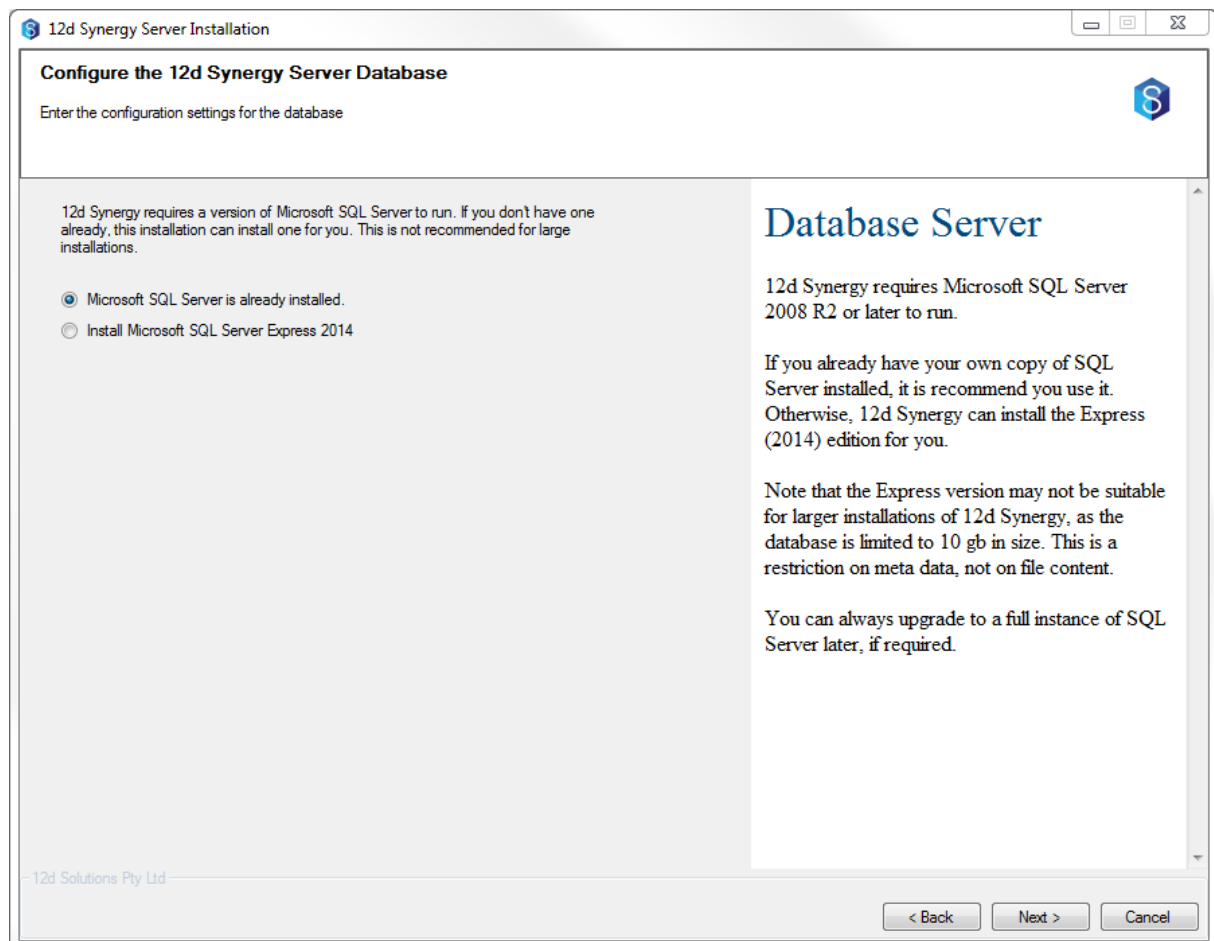 12d Synergy Server Installation
Configure the 12d Synergy Server Database
Enter the configuration settings for the database
12d Synergy requires a version of Microsoft SQL Server to run. If you don't have one
already, this installation can install one for you. This is not recommended for large
installations.
Microsoft SQL Server is already installed.
Install Microsoft SQL Server Express 2014
Database Server
12d Synergy requires Microsoft SQL Server
2008 R2 or later to run.
If you already have your own copy of SQL
Server installed, it is recommend you use it.
Otherwise, 12d Synergy can install the Express
(2014) edition for you.
Note that the Express version may not be suitable
for larger installations of 12d Synergy, as the
database is limited to 10 gb in size. This is a
restriction on meta data, not on file content.
You can always upgrade to a full instance of SQL
Server later, if required.
12d Solutions Pty Ltd
< Back
Next >
Cancel